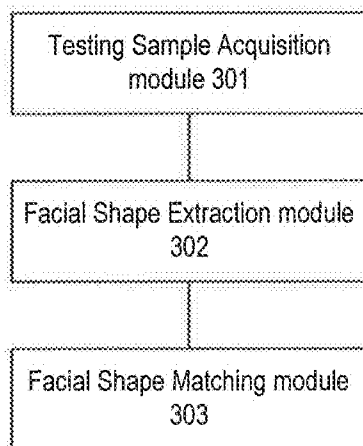 Testing Sample Acquisition
module 301
Facial Shape Extraction module
302
Facial Shape Matching module
303